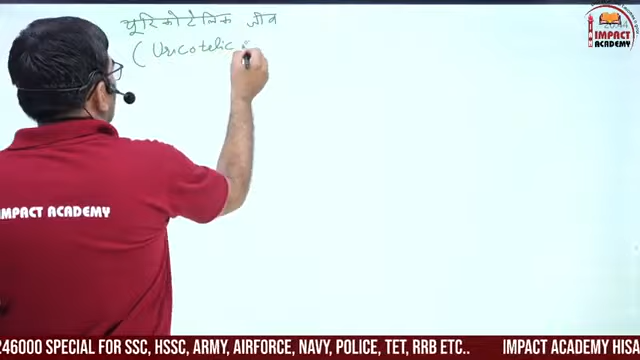 यूरिकोटेलिक जीव
(Uricotelic
IMPACT
ACADEMY
IMPACT ACADEMY
246000 SPECIAL FOR SSC, HSSC, ARMY, AIRFORCE, NAVY, POLICE, TET, RRB ETC.. IMPACT ACADEMY HISA